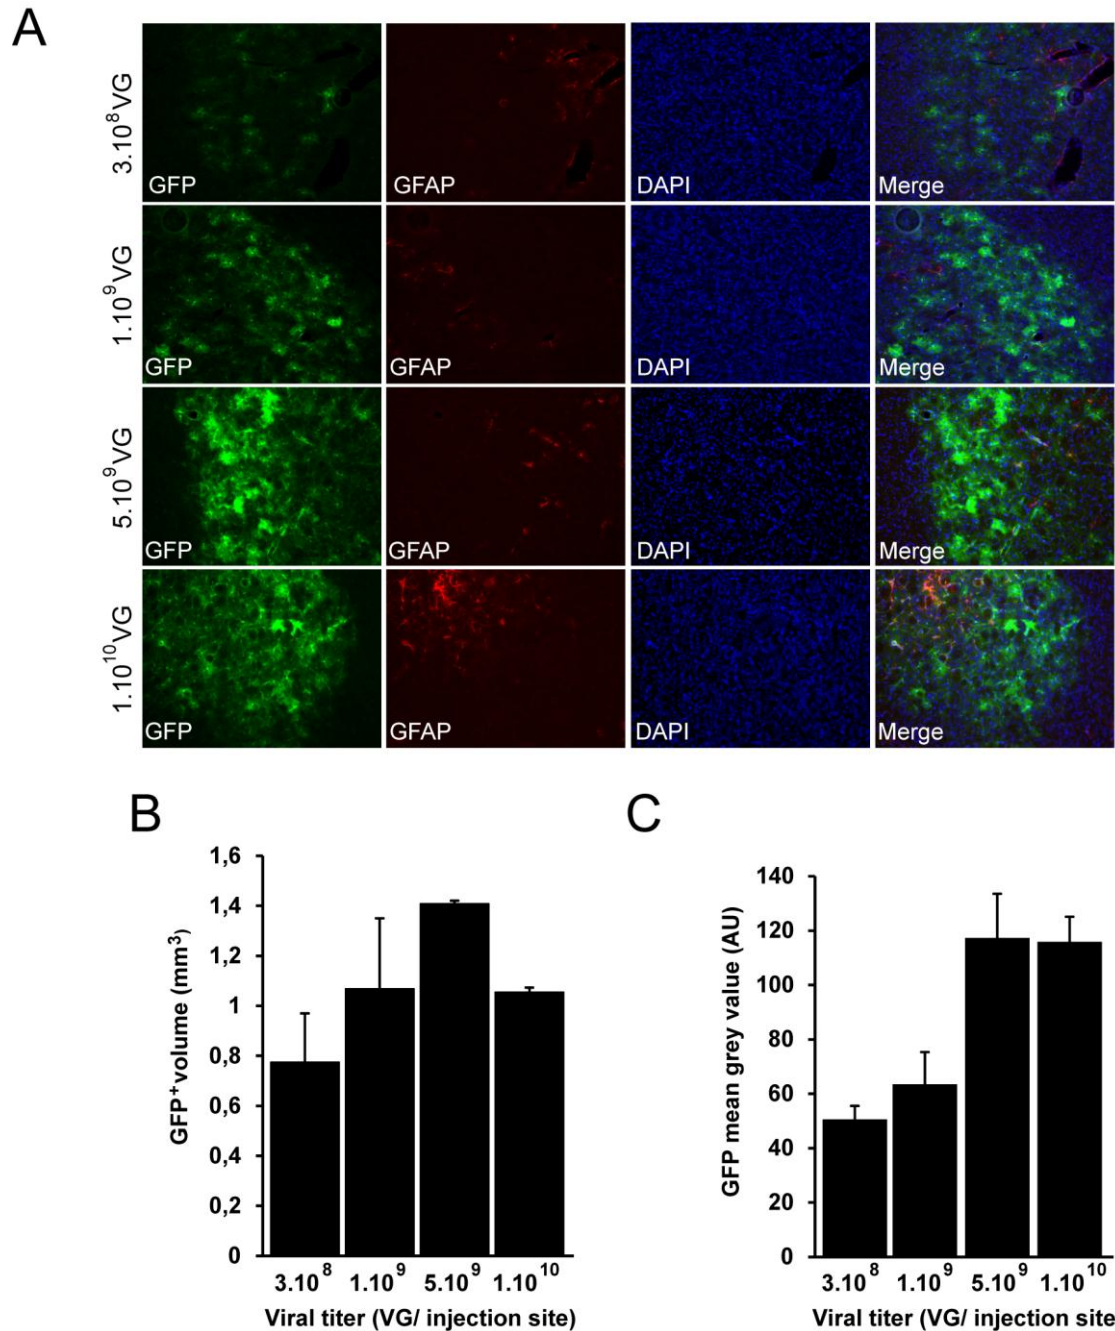 A
3.10⁸VG
GFP
GFAP
DAPI
Merge
1.10⁹VG
GFP
GFAP
DAPI
Merge
5.10⁹VG
GFP
GFAP
DAPI
Merge
1.10¹⁰VG
GFP
GFAP
DAPI
Merge
B
GFP⁺volume (mm³)
1,6
1,4
1,2
1
0,8
0,6
0,4
0,2
0
3.10⁸ 1.10⁹ 5.10⁹ 1.10¹⁰
Viral titer (VG/ injection site)
C
GFP mean grey value (AU)
140
120
100
80
60
40
20
0
3.10⁸ 1.10⁹ 5.10⁹ 1.10¹⁰
Viral titer (VG/ injection site